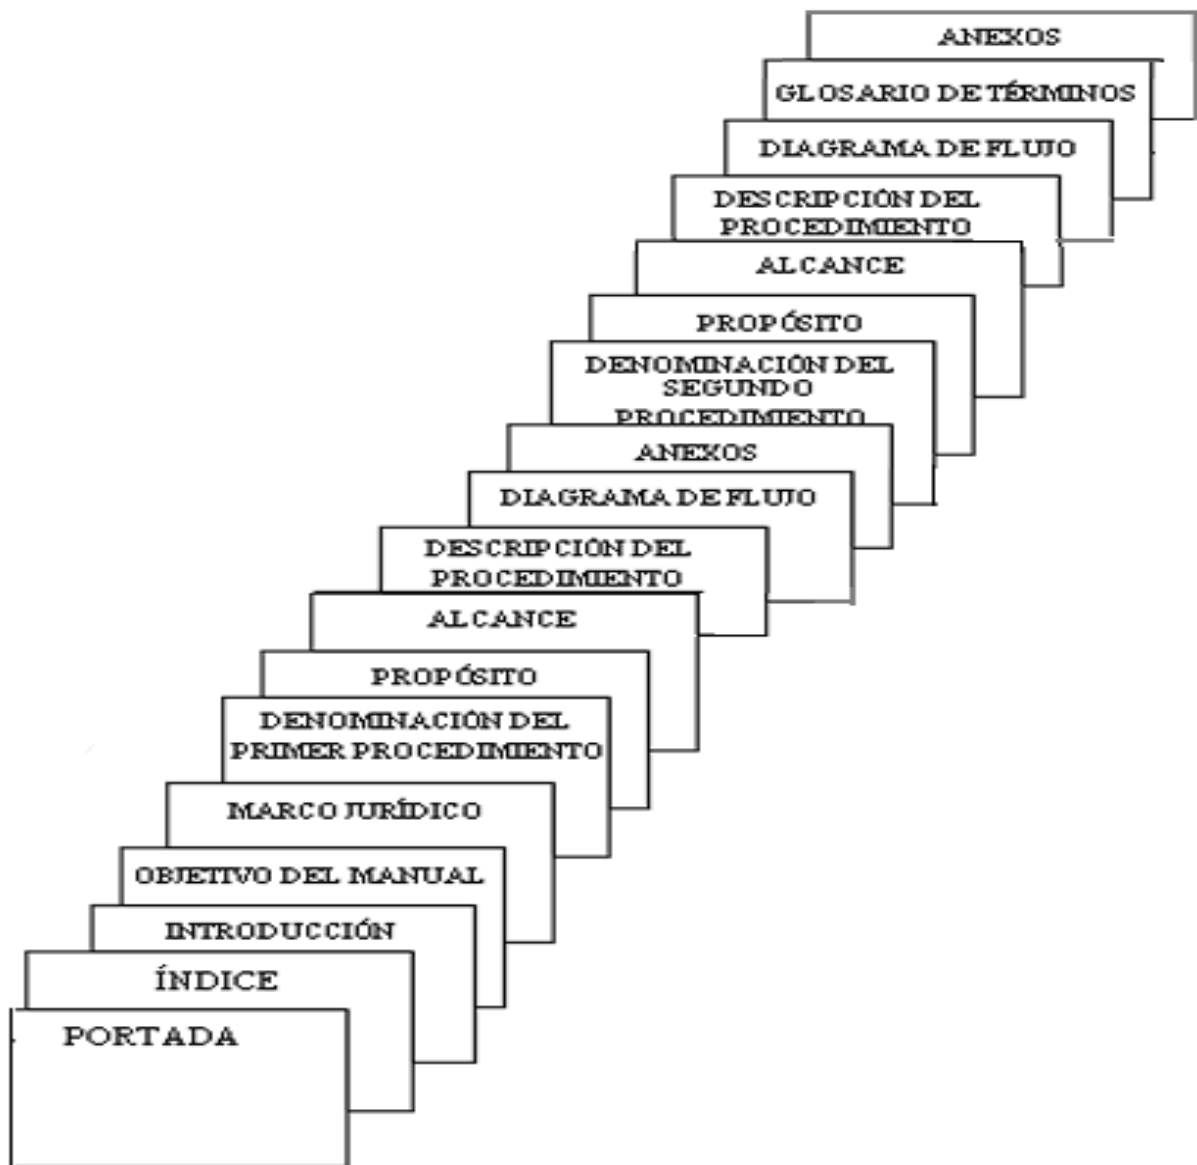 ANEXOS
GLOSARIO DE TÉRMINOS
DIAGRAMA DE FLUJO
DESCRIPCIÓN DEL
PROCEDIMIENTO
ALCANCE
PROPÓSITO
DENOMINACIÓN DEL
SEGUNDO
PROCEDIMIENTO
ANEXOS
DIAGRAMA DE FLUJO
DESCRIPCIÓN DEL
PROCEDIMIENTO
ALCANCE
PROPÓSITO
DENOMINACIÓN DEL
PRIMER PROCEDIMIENTO
MARCO JURÍDICO
OBJETIVO DEL MANUAL
INTRODUCCIÓN
ÍNDICE
PORTADA